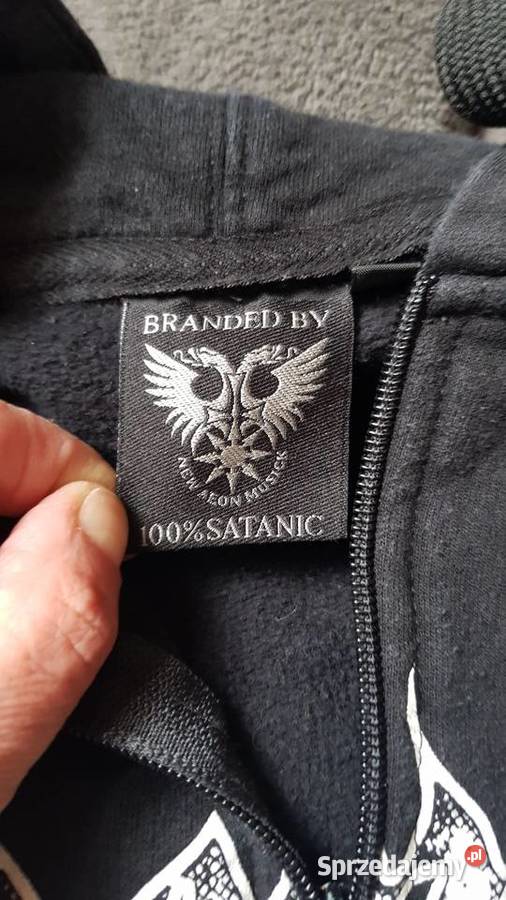 BRANDED BY
NEW AEON MUSICK
100% SATANIC
Sprzedajemy.pl